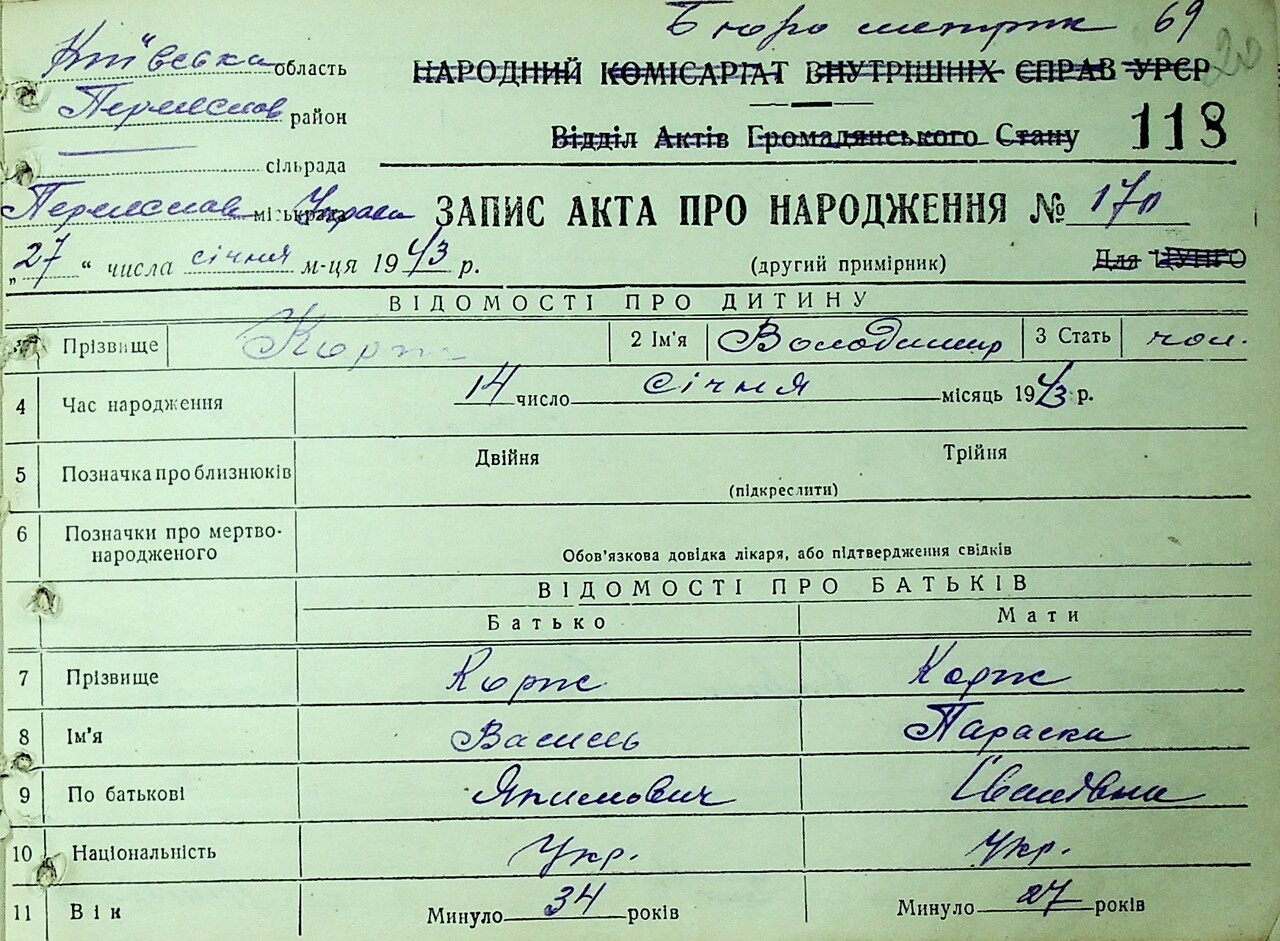 Бюро метрик 69
20
Київська область
НАРОДНИЙ КОМІСАРІАТ ВНУТРІШНІХ СПРАВ УРСР
Переяслав район
Відділ Актів Громадянського Стану 118
сільрада
Переяслав міськрада Управа
ЗАПИС АКТА ПРО НАРОДЖЕННЯ № 170
„27“ числа січня м-ця 1943 р.
(другий примірник)
Для ЦУНГО
ВІДОМОСТІ ПРО ДИТИНУ
Прізвище Корж 2 Ім'я Володимир 3 Стать чол.
4 Час народження 14 число січня місяць 1943 р.
5 Позначка про близнюків Двійня Трійня
(підкреслити)
6 Позначки про мертво-
народженого
Обов'язкова довідка лікаря, або підтвердження свідків
ВІДОМОСТІ ПРО БАТЬКІВ
Батько Мати
7 Прізвище Корж Корж
8 Ім'я Василь Параска
9 По батькові Якимович Іванівна
10 Національність Укр. Укр.
11 Вік Минуло 34 років Минуло 27 років